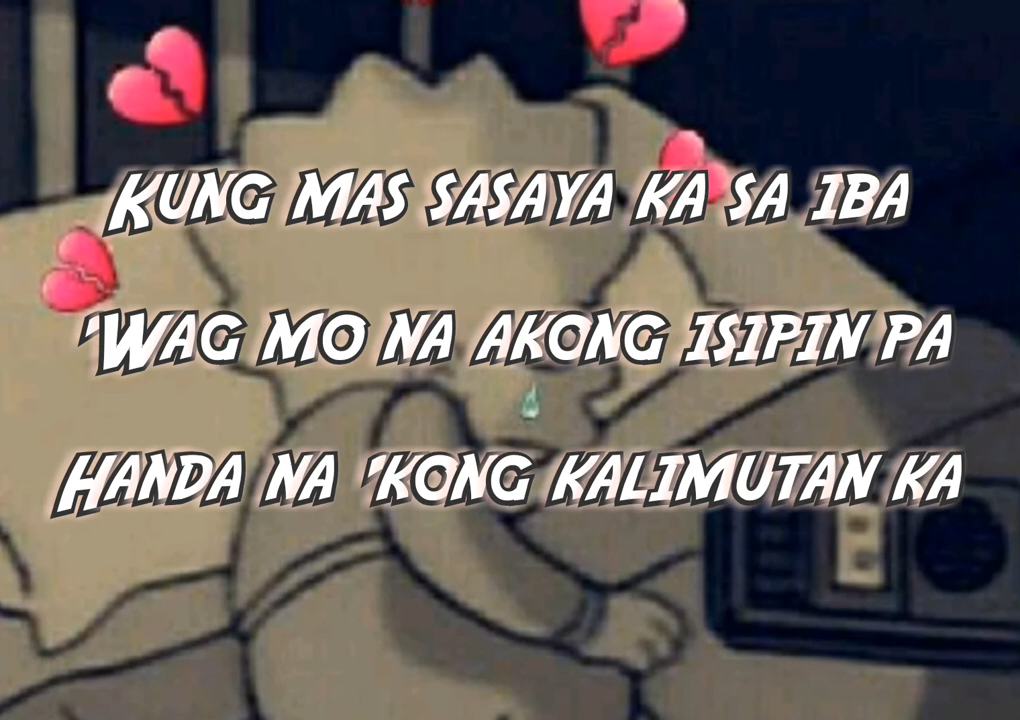 Kung mas sasaya ka sa iba
'Wag mo na akong isipin pa
Handa na 'kong kalimutan ka